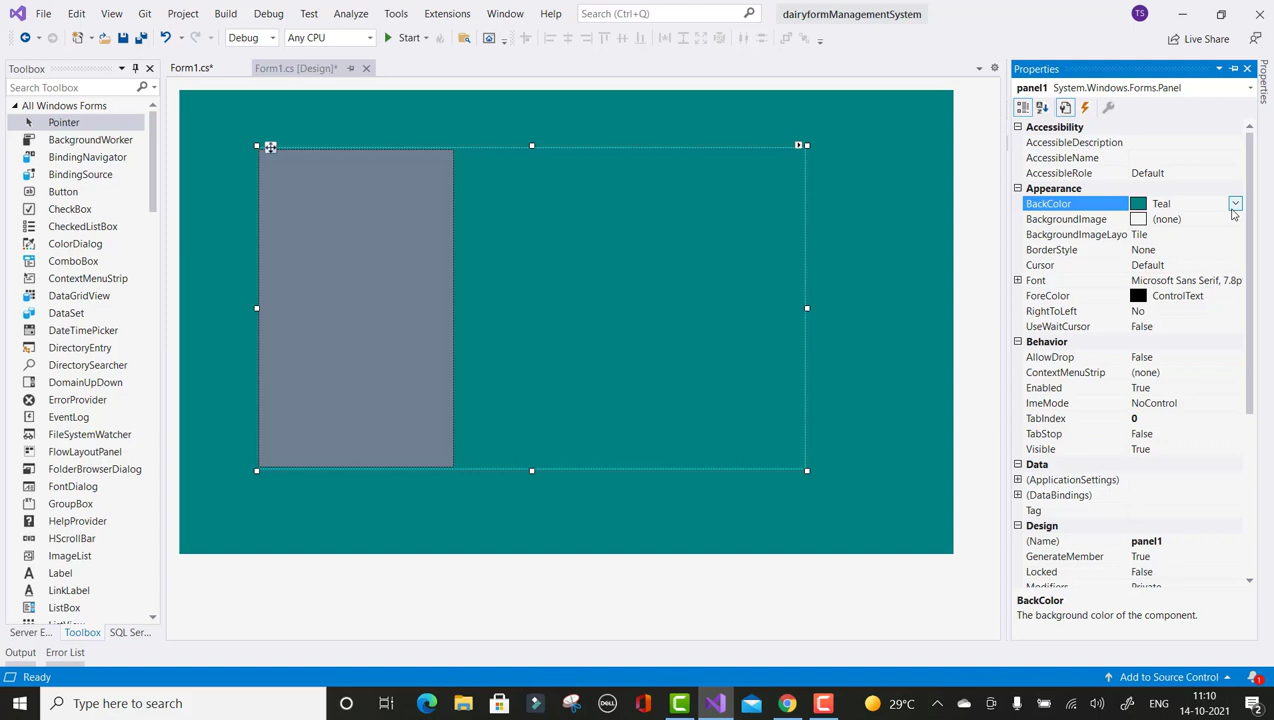 File Edit View Git Project Build Debug Test Analyze Tools Extensions Window Help Search (Ctrl+/) dairyformManagementSystem TS
Debug Any CPU Start Live Share
Toolbox
Form1.cs*
Form1.cs [Design]*
Properties
Search Toolbox
panel1 System.Windows.Forms.Panel
All Windows Forms
Pointer
BackgroundWorker
BindingNavigator
BindingSource
Button
CheckBox
CheckedListBox
ColorDialog
ComboBox
ContextMenuStrip
DataGridView
DataSet
DateTimePicker
DirectoryEntry
DirectorySearcher
DomainUpDown
ErrorProvider
EventLog
FileSystemWatcher
FlowLayoutPanel
FolderBrowserDialog
FontDialog
GroupBox
HelpProvider
HScrollBar
ImageList
Label
LinkLabel
ListBox
Accessibility
AccessibleDescription
AccessibleName
AccessibleRole Default
Appearance
BackColor Teal
BackgroundImage (none)
BackgroundImageLayo Tile
BorderStyle None
Cursor Default
Font Microsoft Sans Serif, 7.8pt
ForeColor ControlText
RightToLeft No
UseWaitCursor False
Behavior
AllowDrop False
ContextMenuStrip (none)
Enabled True
ImeMode NoControl
TabIndex 0
TabStop False
Visible True
Data
(ApplicationSettings)
(DataBindings)
Tag
Design
(Name) panel1
GenerateMember True
Locked False
Modifiers Private
BackColor
The background color of the component.
Properties
Server E... Toolbox SQL Ser...
Output Error List
Ready
Add to Source Control
1
Type here to search
DELL
29°C
ENG
11:10
14-10-2021
2